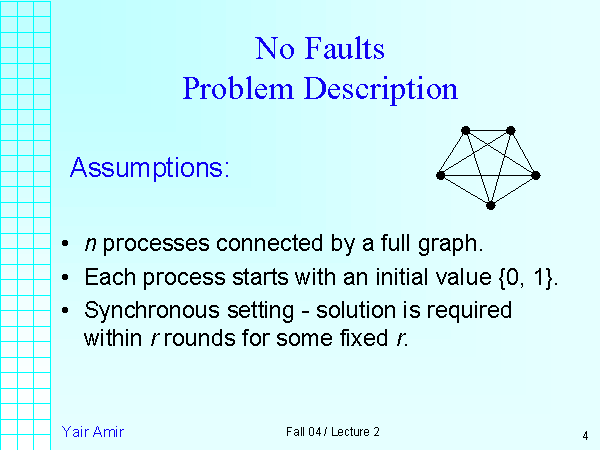 No Faults
Problem Description
Assumptions:
• n processes connected by a full graph.
• Each process starts with an initial value {0, 1}.
• Synchronous setting - solution is required
within r rounds for some fixed r.
Yair Amir
Fall 04 / Lecture 2
4